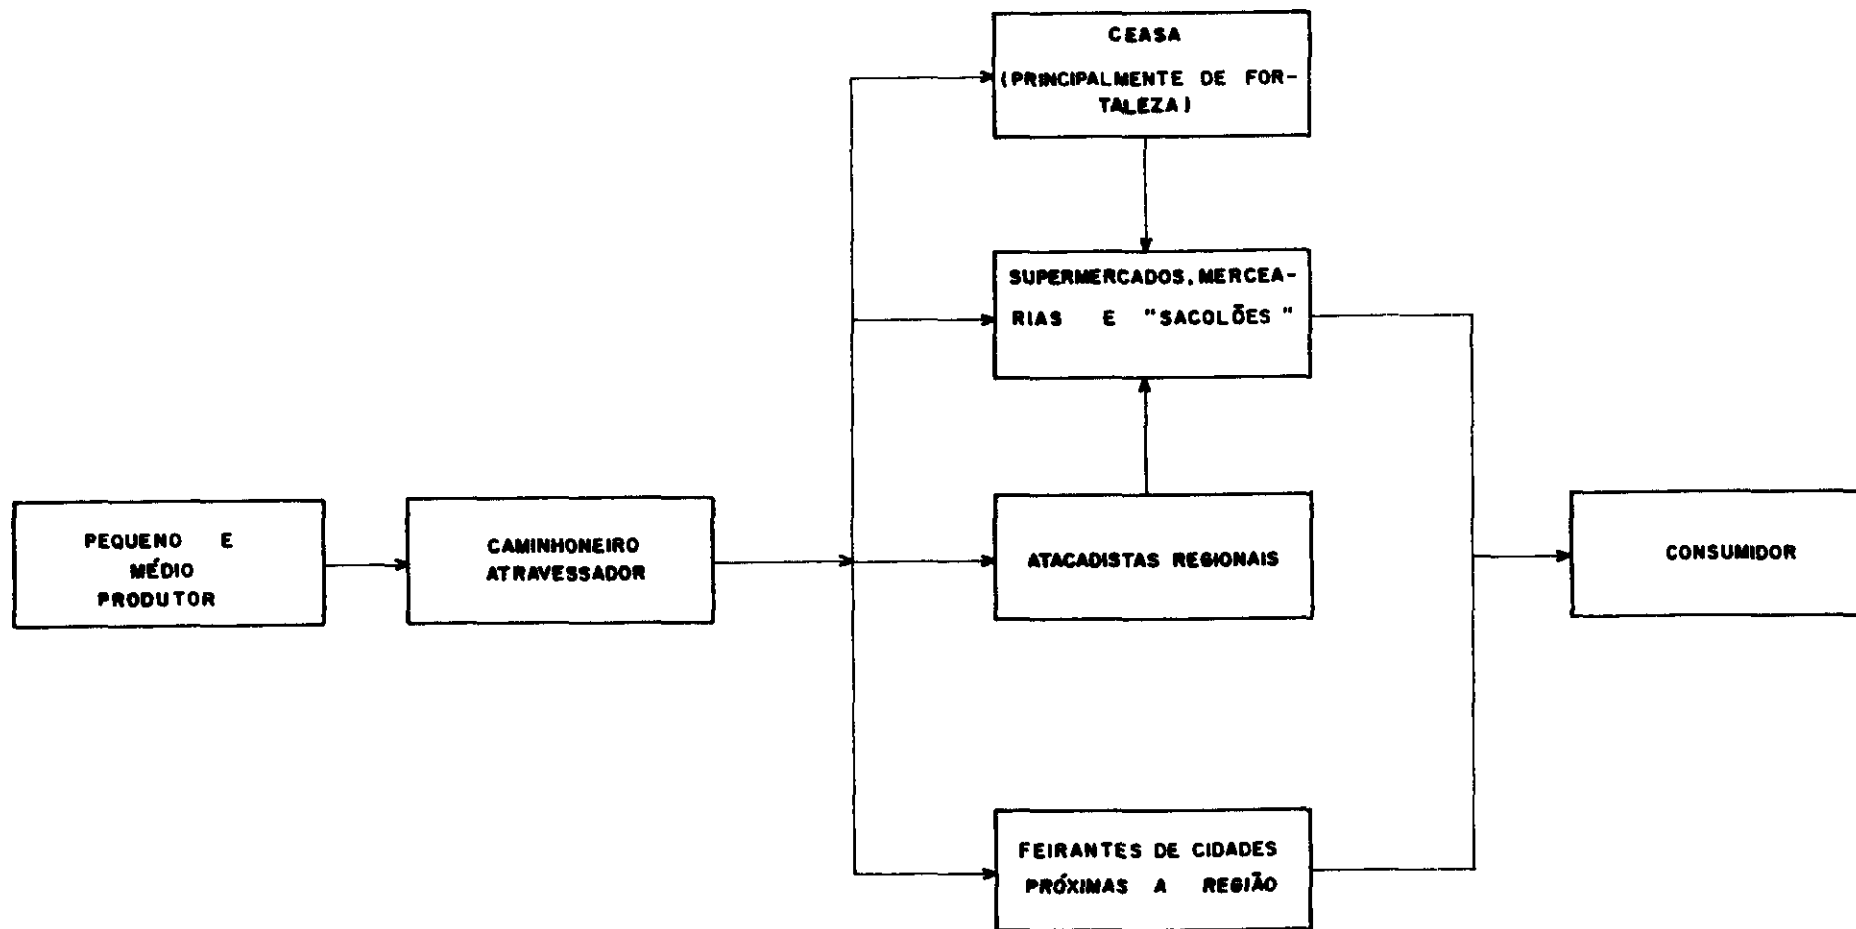 CEASA
(PRINCIPALMENTE DE FOR-
TALEZA)
SUPERMERCADOS, MERCEA-
RIAS E "SACOLÕES"
PEQUENO E
MÉDIO
PRODUTOR
CAMINHONEIRO
ATRAVESSADOR
ATACADISTAS REGIONAIS
CONSUMIDOR
FEIRANTES DE CIDADES
PRÓXIMAS A REGIÃO